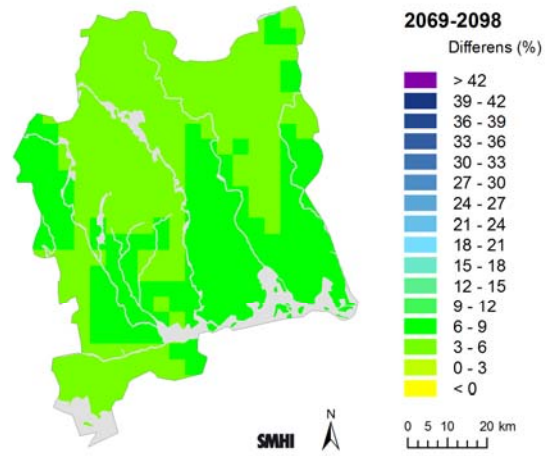 2069-2098
Differens (%)
> 42
39 - 42
36 - 39
33 - 36
30 - 33
27 - 30
24 - 27
21 - 24
18 - 21
15 - 18
12 - 15
9 - 12
6 - 9
3 - 6
0 - 3
< 0
SMHI
N
0 5 10 20 km